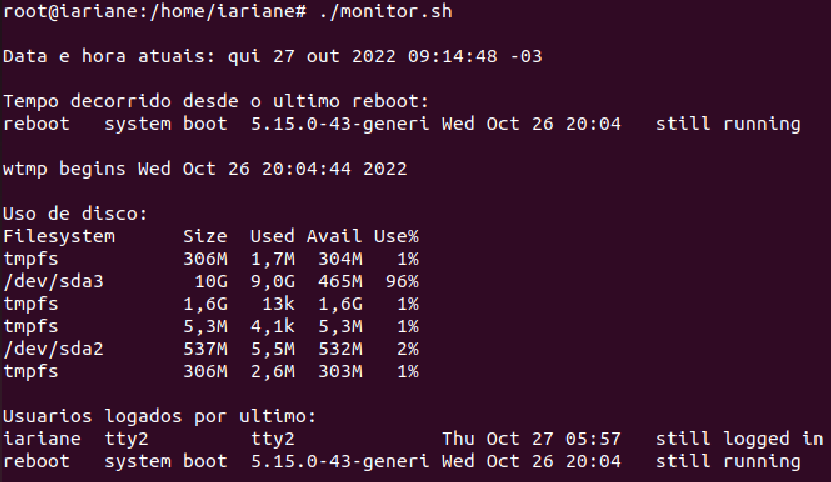 root@iariane:/home/iariane# ./monitor.sh
Data e hora atuais: qui 27 out 2022 09:14:48 -03
Tempo decorrido desde o ultimo reboot:
reboot   system boot  5.15.0-43-generi Wed Oct 26 20:04   still running
wtmp begins Wed Oct 26 20:04:44 2022
Uso de disco:
Filesystem      Size  Used Avail Use%
tmpfs           306M  1,7M  304M   1%
/dev/sda3        10G  9,0G  465M  96%
tmpfs           1,6G   13k  1,6G   1%
tmpfs           5,3M  4,1k  5,3M   1%
/dev/sda2       537M  5,5M  532M   2%
tmpfs           306M  2,6M  303M   1%
Usuarios logados por ultimo:
iariane  tty2         tty2             Thu Oct 27 05:57   still logged in
reboot   system boot  5.15.0-43-generi Wed Oct 26 20:04   still running